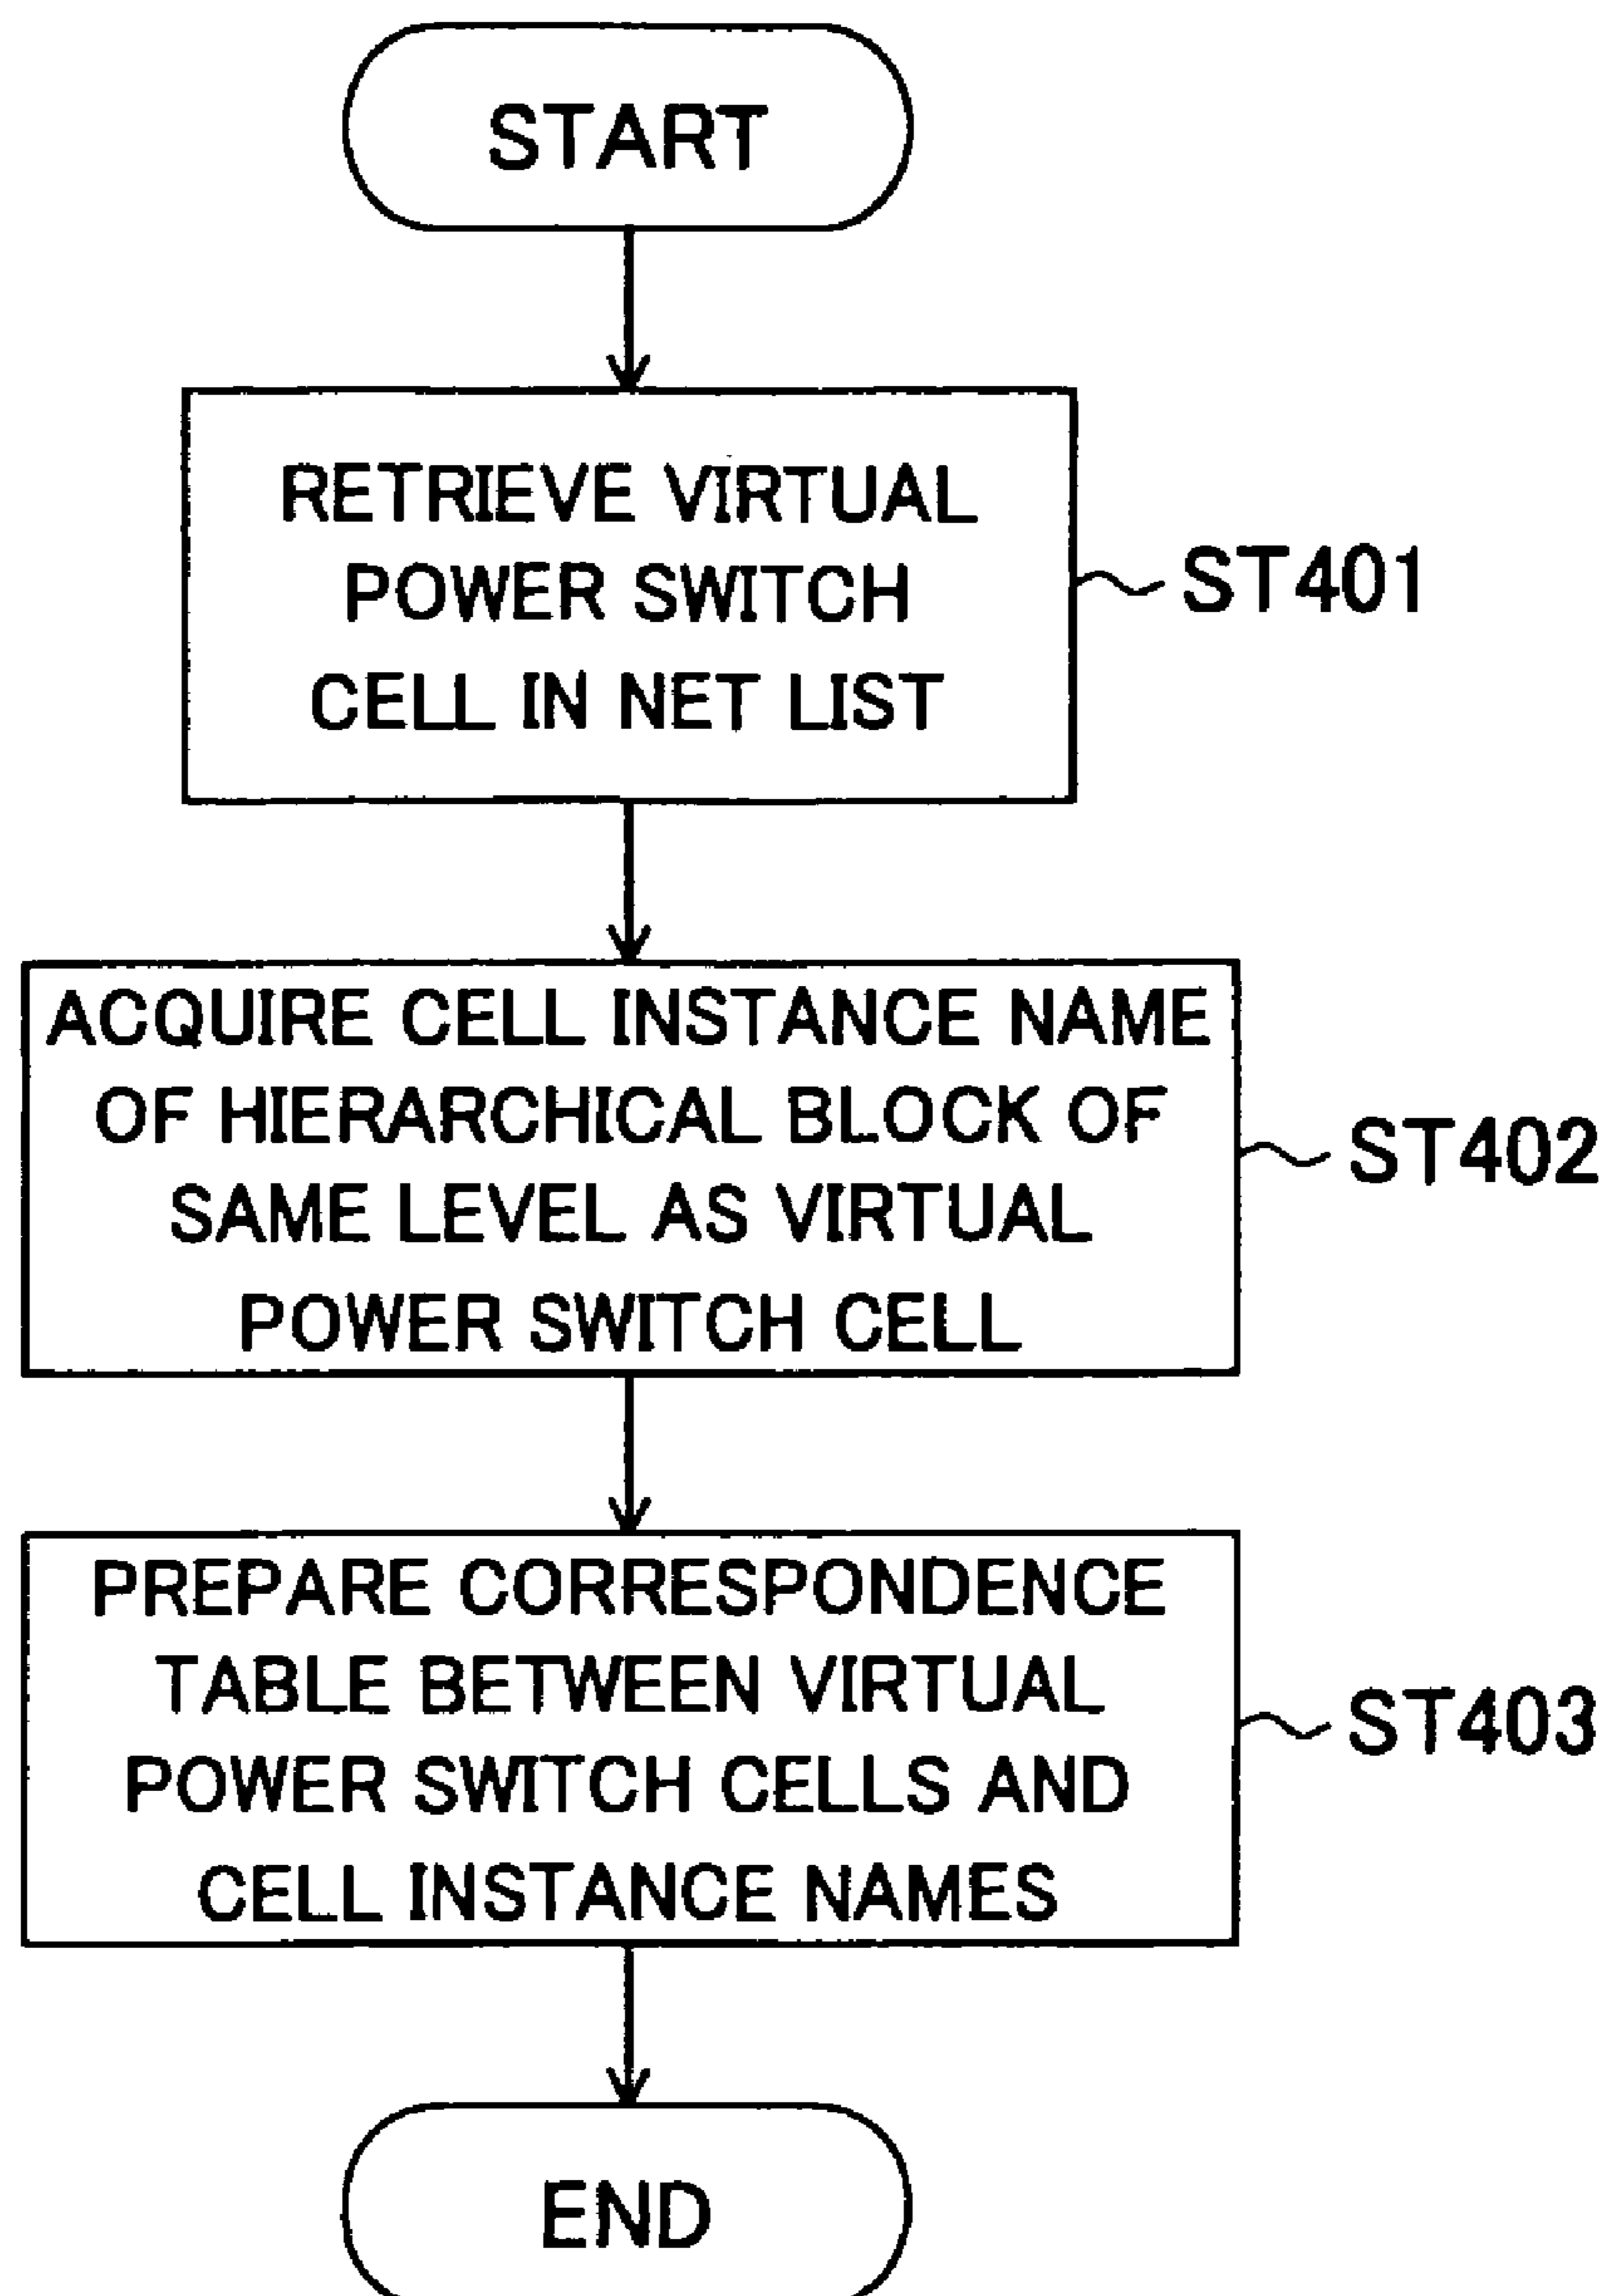 START
RETRIEVE VIRTUAL
POWER SWITCH
CELL IN NET LIST
ST401
ACQUIRE CELL INSTANCE NAME
OF HIERARCHICAL BLOCK OF
SAME LEVEL AS VIRTUAL
POWER SWITCH CELL
ST402
PREPARE CORRESPONDENCE
TABLE BETWEEN VIRTUAL
POWER SWITCH CELLS AND
CELL INSTANCE NAMES
ST403
END